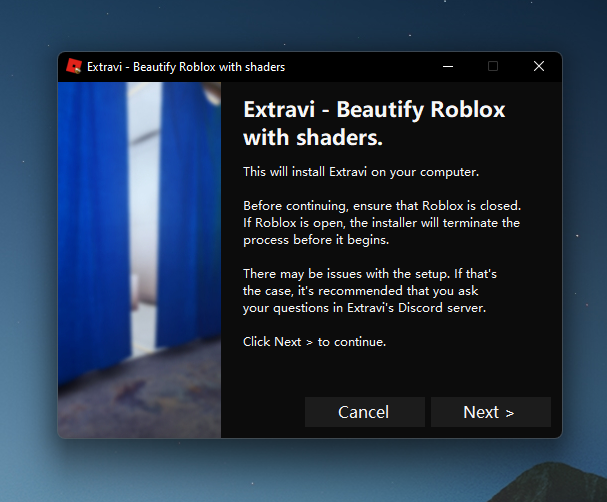 Extravi - Beautify Roblox with shaders
Extravi - Beautify Roblox
with shaders.
This will install Extravi on your computer.
Before continuing, ensure that Roblox is closed.
If Roblox is open, the installer will terminate the
process before it begins.
There may be issues with the setup. If that's
the case, it's recommended that you ask
your questions in Extravi's Discord server.
Click Next > to continue.
Cancel
Next >